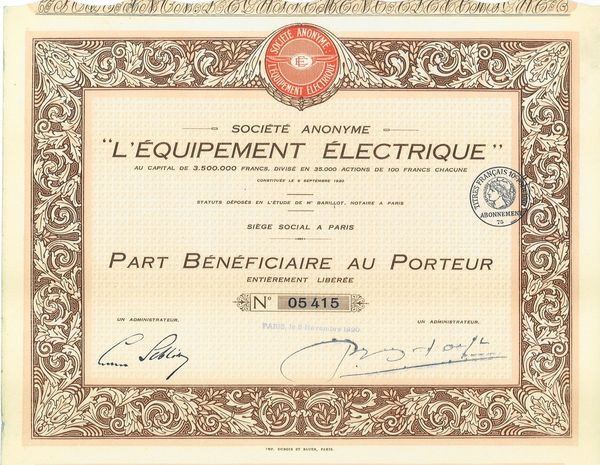 SOCIÉTÉ ANONYME
L'ÉQUIPEMENT ÉLECTRIQUE
SOCIÉTÉ ANONYME
"L'ÉQUIPEMENT ÉLECTRIQUE"
AU CAPITAL DE 3.500.000 FRANCS, DIVISÉ EN 35.000 ACTIONS DE 100 FRANCS CHACUNE
CONSTITUÉE LE 8 SEPTEMBRE 1920
STATUTS DÉPOSÉS EN L'ÉTUDE DE Me BARILLOT, NOTAIRE A PARIS
TITRES FRANÇAIS
ABONNEMENT
75
SIÈGE SOCIAL A PARIS
PART BÉNÉFICIAIRE AU PORTEUR
ENTIÈREMENT LIBÉRÉE
N° 05415
PARIS, le 8 Novembre 1920.
UN ADMINISTRATEUR.
UN ADMINISTRATEUR.
IMP. DUBOIS ET BAUER, PARIS.